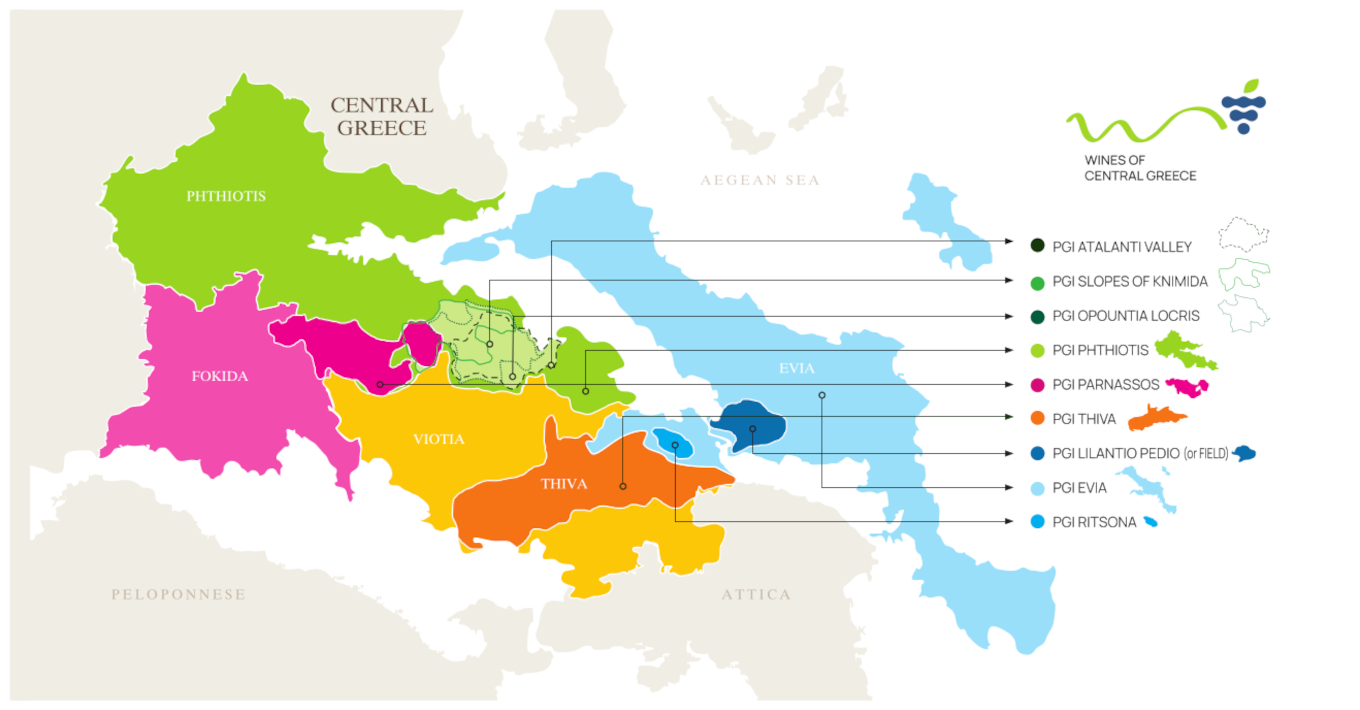 CENTRAL
GREECE
WINES OF
CENTRAL GREECE
AEGEAN SEA
PHTHIOTIS
PGI ATALANTI VALLEY
PGI SLOPES OF KNIMIDA
PGI OPOUNTIA LOCRIS
PGI PHTHIOTIS
EVIA
FOKIDA
PGI PARNASSOS
PGI THIVA
VIOTIA
PGI LILANTIO PEDIO (or FIELD)
THIVA
PGI EVIA
PGI RITSONA
PELOPONNESE
ATTICA